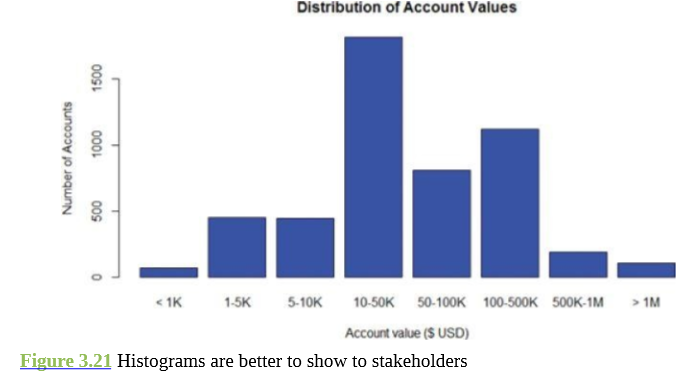 Distribution of Account Values
Number of Accounts
1500
1000
500
0
< 1K 1-5K 5-10K 10-50K 50-100K 100-500K 500K-1M > 1M
Account value ($ USD)
Figure 3.21 Histograms are better to show to stakeholders